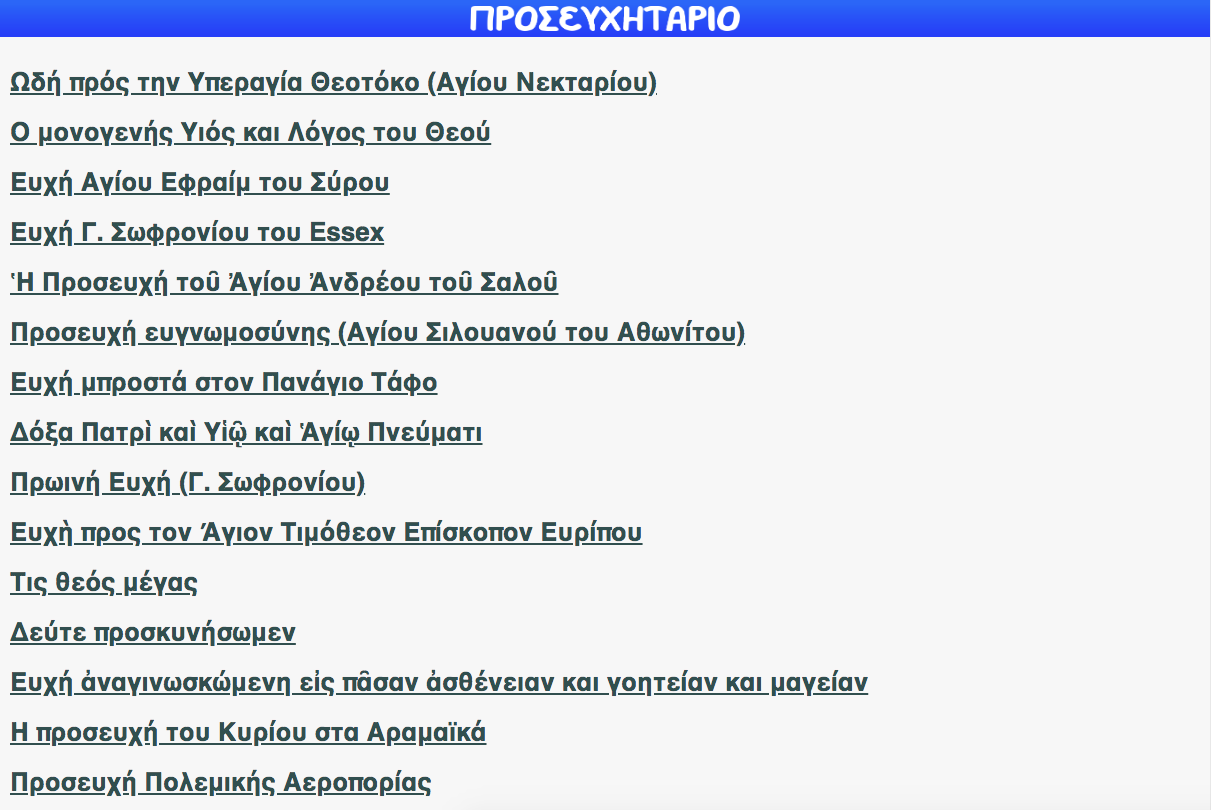 ΠΡΟΣΕΥΧΗΤΑΡΙΟ
Ωδή πρός την Υπεραγία Θεοτόκο (Αγίου Νεκταρίου)
Ο μονογενής Υιός και Λόγος του Θεού
Ευχή Αγίου Εφραίμ του Σύρου
Ευχή Γ. Σωφρονίου του Essex
Ἡ Προσευχή τοῦ Ἁγίου Ἀνδρέου τοῦ Σαλοῦ
Προσευχή ευγνωμοσύνης (Αγίου Σιλουανού του Αθωνίτου)
Ευχή μπροστά στον Πανάγιο Τάφο
Δόξα Πατρὶ καὶ Υἱῷ καὶ Ἁγίῳ Πνεύματι
Πρωινή Ευχή (Γ. Σωφρονίου)
Ευχὴ προς τον Άγιον Τιμόθεον Επίσκοπον Ευρίπου
Τις θεός μέγας
Δεύτε προσκυνήσωμεν
Ευχή ἀναγινωσκώμενη εἰς πᾶσαν ἀσθένειαν και γοητείαν και μαγείαν
Η προσευχή του Κυρίου στα Αραμαϊκά
Προσευχή Πολεμικής Αεροπορίας